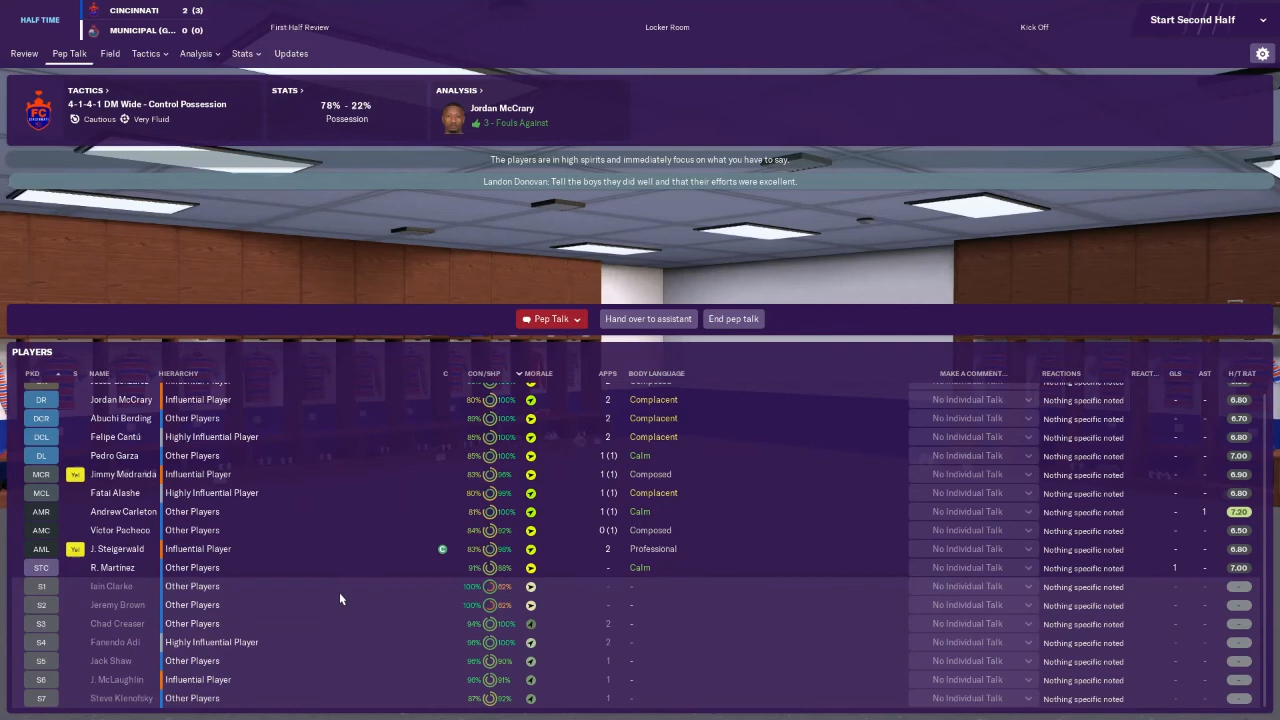 HALF TIME
CINCINNATI 2 (3)
MUNICIPAL (G... 0 (0)
First Half Review Locker Room Kick Off
Start Second Half
Review Pep Talk Field Tactics Analysis Stats Updates
TACTICS > STATS > ANALYSIS >
FC
4-1-4-1 DM Wide - Control Possession
Cautious Very Fluid
78% - 22%
Possession
Jordan McCrary
3 - Fouls Against
The players are in high spirits and immediately focus on what you have to say.
Landon Donovan: Tell the boys they did well and that their efforts were excellent.
Pep Talk Hand over to assistant End pep talk
PLAYERS
PKD S NAME HIERARCHY C CON/SHP MORALE APPS BODY LANGUAGE MAKE A COMMENT... REACTIONS REACT... GLS AST H/T RAT
DR Jordan McCrary Influential Player 80% 100% 2 Complacent No Individual Talk Nothing specific noted - - 6.80
DCR Abuchi Berding Other Players 89% 100% 2 Complacent No Individual Talk Nothing specific noted - - 6.70
DCL Felipe Cantú Highly Influential Player 85% 100% 2 Complacent No Individual Talk Nothing specific noted - - 6.80
DL Pedro Garza Other Players 85% 100% 1 (1) Calm No Individual Talk Nothing specific noted - - 7.00
MCR Yel Jimmy Medranda Influential Player 83% 96% 1 (1) Composed No Individual Talk Nothing specific noted - - 6.90
MCL Fatai Alashe Highly Influential Player 80% 99% 1 (1) Complacent No Individual Talk Nothing specific noted - - 6.80
AMR Andrew Carleton Other Players 81% 100% 1 (1) Calm No Individual Talk Nothing specific noted - 1 7.20
AMC Víctor Pacheco Other Players 84% 92% 0 (1) Composed No Individual Talk Nothing specific noted - - 6.50
AML Yel J. Steigerwald Influential Player C 83% 98% 2 Professional No Individual Talk Nothing specific noted - - 6.80
STC R. Martínez Other Players 91% 88% - Calm No Individual Talk Nothing specific noted 1 - 7.00
S1 Iain Clarke Other Players 100% 62% - - No Individual Talk Nothing specific noted - - -
S2 Jeremy Brown Other Players 100% 62% - - No Individual Talk Nothing specific noted - - -
S3 Chad Creaser Other Players 94% 100% 2 - No Individual Talk Nothing specific noted - - -
S4 Fanendo Adi Highly Influential Player 96% 100% 2 - No Individual Talk Nothing specific noted - - -
S5 Jack Shaw Other Players 96% 90% 1 - No Individual Talk Nothing specific noted - - -
S6 J. McLaughlin Influential Player 96% 91% 1 - No Individual Talk Nothing specific noted - - -
S7 Steve Klenofsky Other Players 87% 92% 1 - No Individual Talk Nothing specific noted - - -